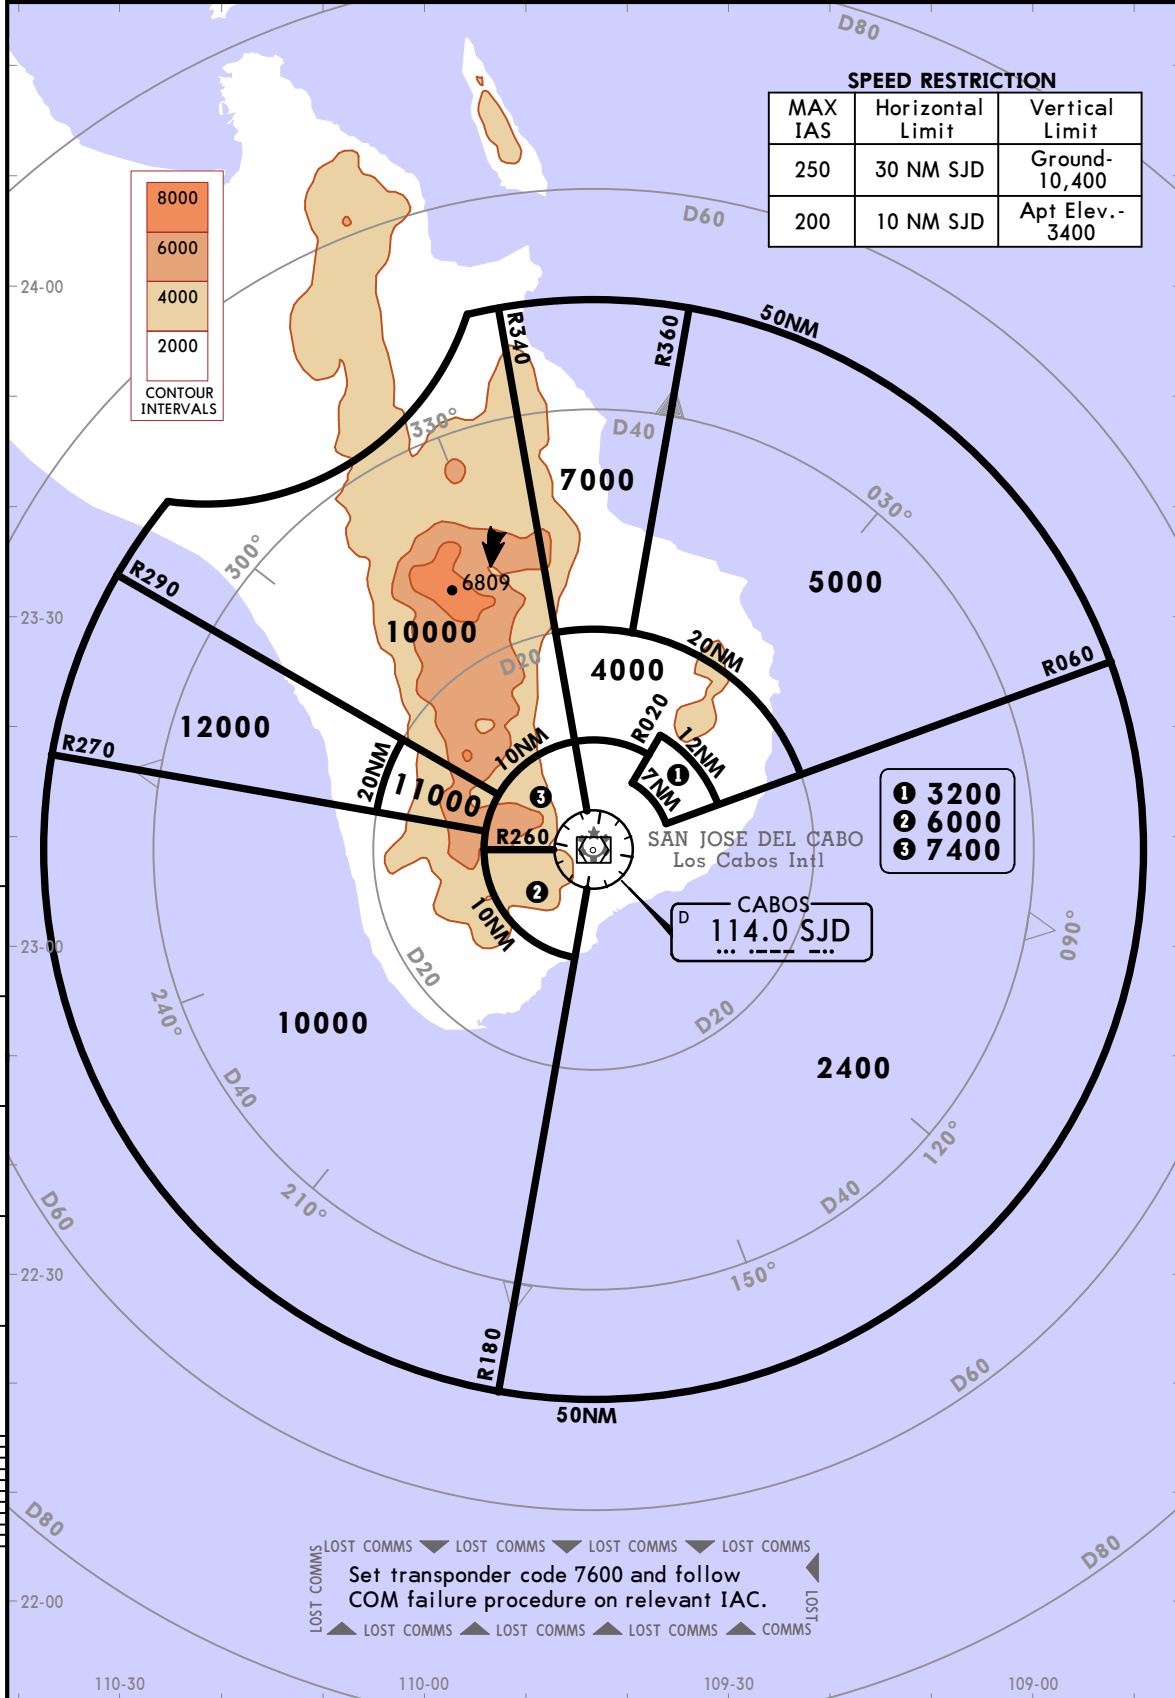 D80
SPEED RESTRICTION
MAX IAS Horizontal Limit Vertical Limit
250 30 NM SJD Ground-10,400
200 10 NM SJD Apt Elev.-3400
8000
6000
4000
2000
CONTOUR
INTERVALS
D60
24-00
50NM
R340
R360
330°
D40
7000
030°
300°
R290
5000
6809
23-30
10000
D20
20NM
4000
R060
R020
12000
R270
20NM
10NM
12NM
11000
7NM
1
3
1 3200
2 6000
3 7400
R260
SAN JOSE DEL CABO
Los Cabos Intl
2
CABOS
D 114.0 SJD
10NM
060°
23-00
D20
240°
10000
D20
2400
D40
120°
210°
D40
D60
150°
22-30
R180
D60
50NM
D80
D80
LOST COMMS LOST COMMS LOST COMMS LOST COMMS
LOST COMMS
Set transponder code 7600 and follow
COM failure procedure on relevant IAC.
LOST
LOST COMMS LOST COMMS LOST COMMS COMMS
22-00
110-30 110-00 109-30 109-00